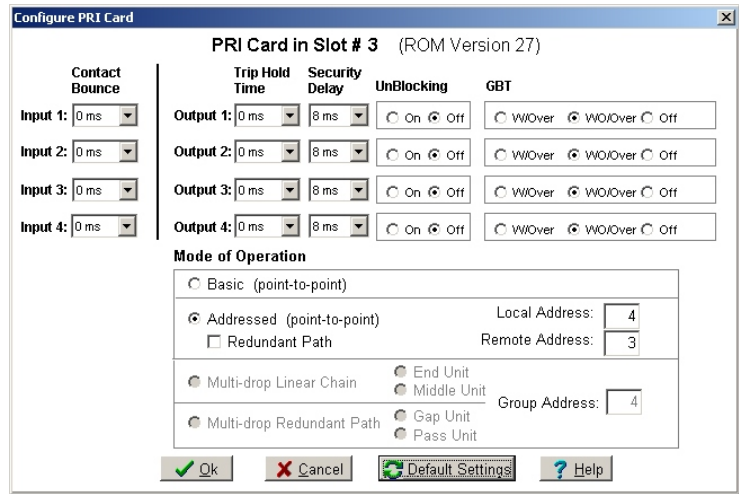 Configure PRI Card
PRI Card in Slot # 3 (ROM Version 27)
Contact Bounce
Trip Hold Time
Security Delay
UnBlocking
GBT
Input 1: 0 ms
Output 1: 0 ms 8 ms On Off W/Over WO/Over Off
Input 2: 0 ms
Output 2: 0 ms 8 ms On Off W/Over WO/Over Off
Input 3: 0 ms
Output 3: 0 ms 8 ms On Off W/Over WO/Over Off
Input 4: 0 ms
Output 4: 0 ms 8 ms On Off W/Over WO/Over Off
Mode of Operation
Basic (point-to-point)
Addressed (point-to-point)
Local Address: 4
Redundant Path
Remote Address: 3
Multi-drop Linear Chain
End Unit
Middle Unit
Group Address: 4
Multi-drop Redundant Path
Gap Unit
Pass Unit
Ok
Cancel
Default Settings
Help